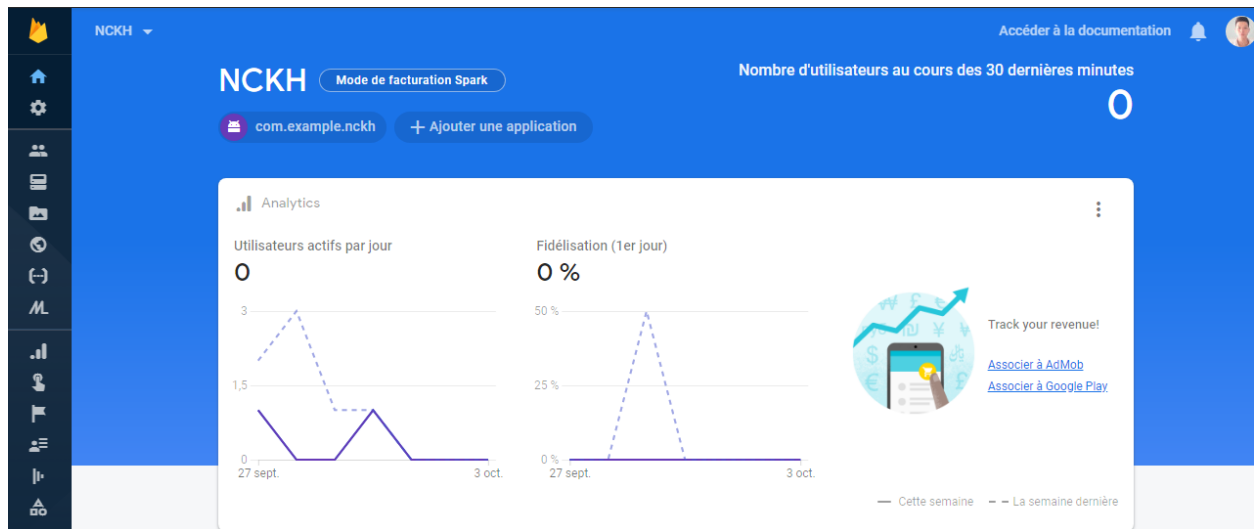 NCKH
Accéder à la documentation
NCKH
Mode de facturation Spark
Nombre d'utilisateurs au cours des 30 dernières minutes
0
com.example.nckh
+ Ajouter une application
Analytics
Utilisateurs actifs par jour
0
3
1,5
0
27 sept.
3 oct.
Fidélisation (1er jour)
0 %
50 %
25 %
0 %
27 sept.
3 oct.
Track your revenue!
Associer à AdMob
Associer à Google Play
Cette semaine
La semaine dernière